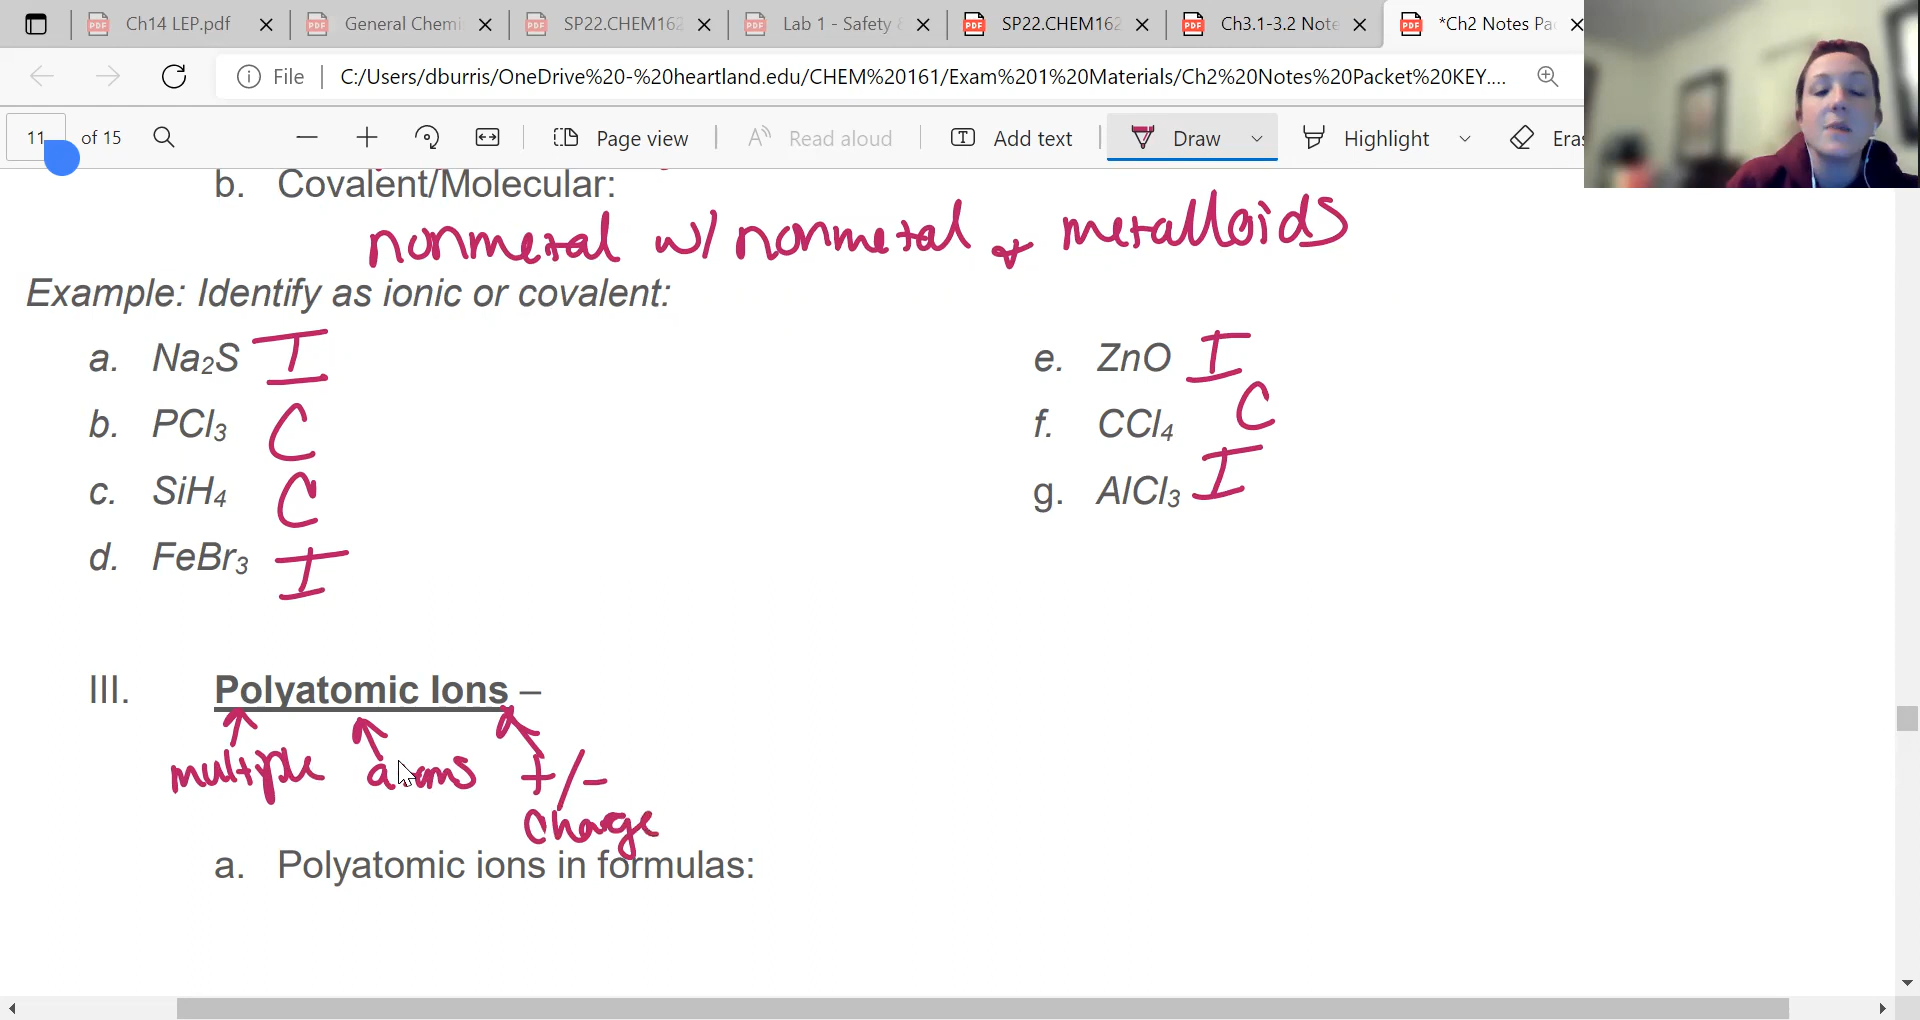 Ch14 LEP.pdf
General Chemi
SP22.CHEM162
Lab 1 - Safety &
SP22.CHEM162
Ch3.1-3.2 Note
*Ch2 Notes Pa
File
C:/Users/dburris/OneDrive%20-%20heartland.edu/CHEM%20161/Exam%201%20Materials/Ch2%20Notes%20Packet%20KEY....
11 of 15
Page view
Read aloud
Add text
Draw
Highlight
Eras
b. Covalent/Molecular:
nonmetal w/ nonmetal + metalloids
Example: Identify as ionic or covalent:
a. Na₂S I
b. PCl₃ C
c. SiH₄ C
d. FeBr₃ I
e. ZnO I
f. CCl₄ C
g. AlCl₃ I
III. Polyatomic Ions –
multiple atoms +/-
charge
a. Polyatomic ions in formulas: